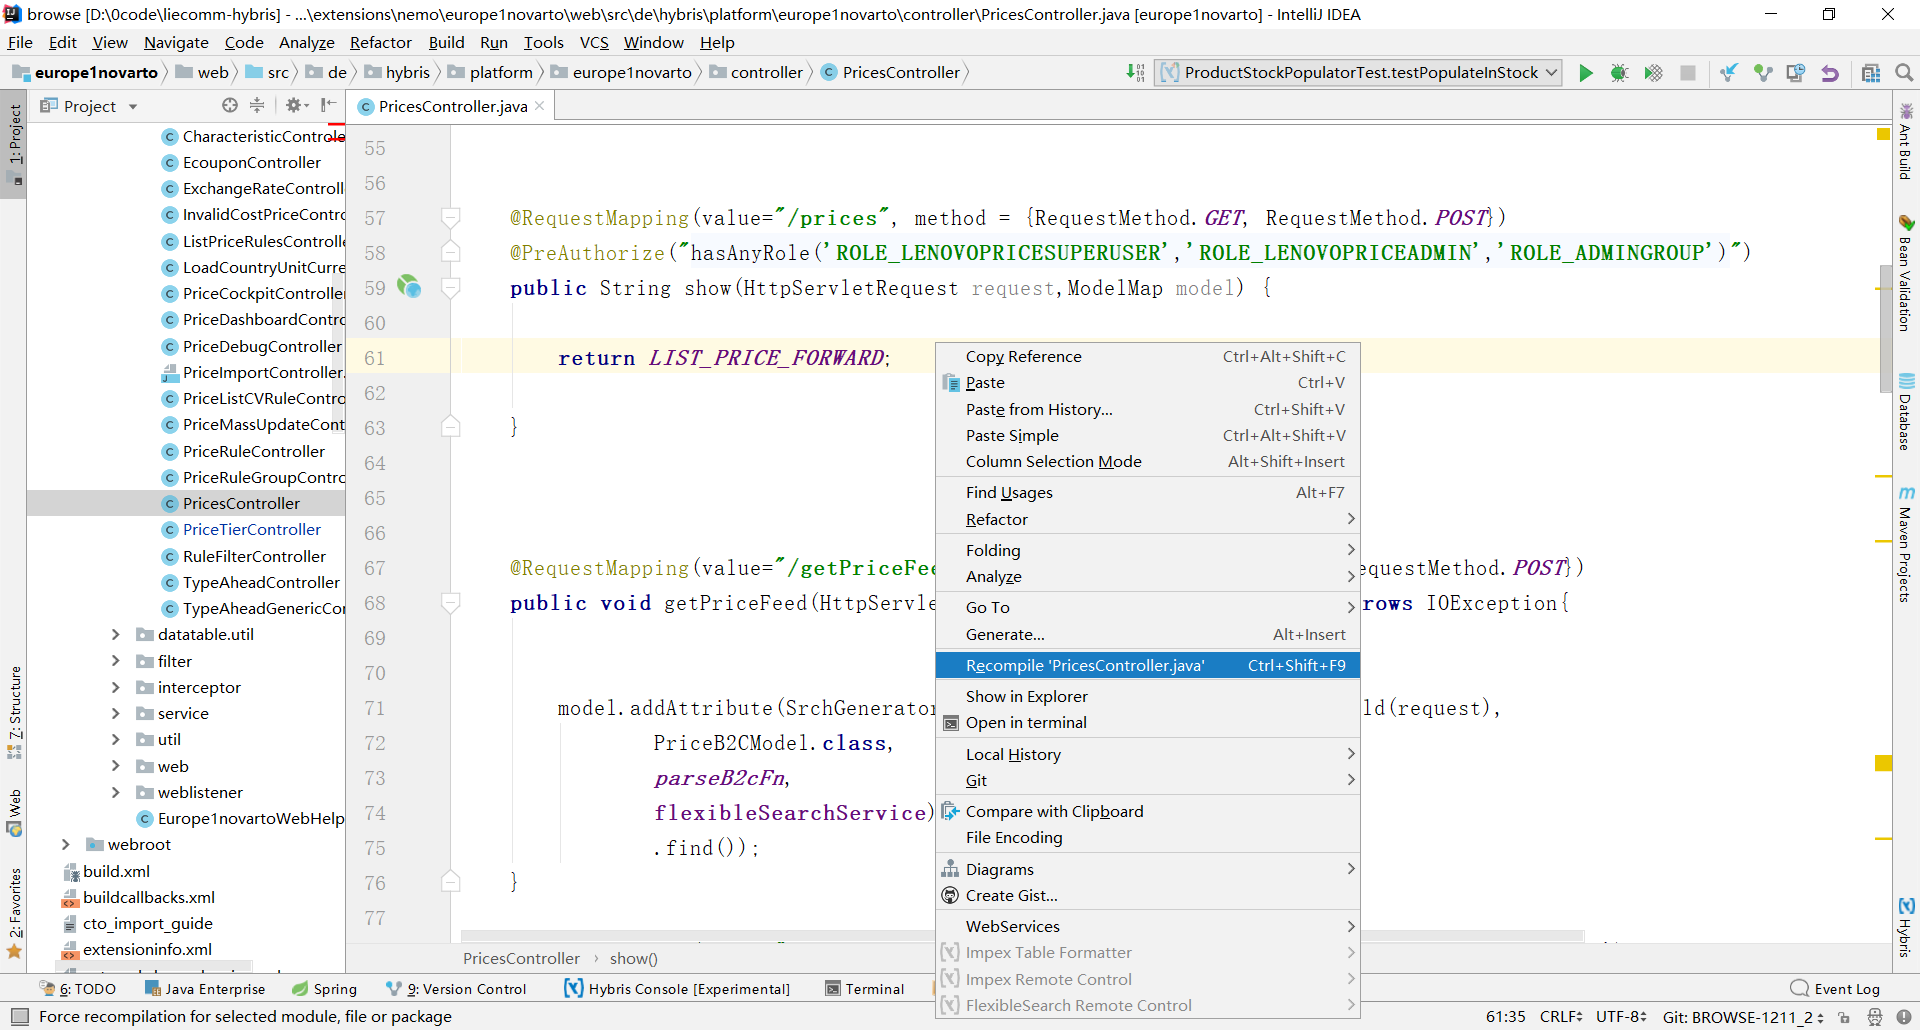 browse [D:\0code\liecomm-hybris] - ...\extensions\nemo\europe1novarto\web\src\de\hybris\platform\europe1novarto\controller\PricesController.java [europe1novarto] - IntelliJ IDEA
File Edit View Navigate Code Analyze Refactor Build Run Tools VCS Window Help
europe1novarto web src de hybris platform europe1novarto controller PricesController ProductStockPopulatorTest.testPopulateInStock
Project
PricesController.java
1: Project
7: Structure
Web
2: Favorites
CharacteristicControle
EcouponController
ExchangeRateControll
InvalidCostPriceContro
ListPriceRulesControlle
LoadCountryUnitCurre
PriceCockpitController
PriceDashboardContro
PriceDebugController
PriceImportController.
PriceListCVRuleContro
PriceMassUpdateCont
PriceRuleController
PriceRuleGroupContro
PricesController
PriceTierController
RuleFilterController
TypeAheadController
TypeAheadGenericCor
datatable.util
filter
interceptor
service
util
web
weblistener
Europe1novartoWebHelp
webroot
build.xml
buildcallbacks.xml
cto_import_guide
extensioninfo.xml
55
56
57 @RequestMapping(value="/prices", method = {RequestMethod.GET, RequestMethod.POST})
58 @PreAuthorize("hasAnyRole('ROLE_LENOVOPRICESUPERUSER','ROLE_LENOVOPRICEADMIN','ROLE_ADMINGROUP')")
59 public String show(HttpServletRequest request,ModelMap model) {
60
61 return LIST_PRICE_FORWARD;
62
63 }
64
65
66
67 @RequestMapping(value="/getPriceFee equestMethod.POST})
68 public void getPriceFeed(HttpServle rows IOException{
69
70
71 model.addAttribute(SrchGenerator ld(request),
72 PriceB2CModel.class,
73 parseB2cFn,
74 flexibleSearchService)
75 .find());
76 }
77
Copy Reference Ctrl+Alt+Shift+C
Paste Ctrl+V
Paste from History... Ctrl+Shift+V
Paste Simple Ctrl+Alt+Shift+V
Column Selection Mode Alt+Shift+Insert
Find Usages Alt+F7
Refactor
Folding
Analyze
Go To
Generate... Alt+Insert
Recompile 'PricesController.java' Ctrl+Shift+F9
Show in Explorer
Open in terminal
Local History
Git
Compare with Clipboard
File Encoding
Diagrams
Create Gist...
WebServices
Impex Table Formatter
Impex Remote Control
FlexibleSearch Remote Control
Ant Build
Bean Validation
Database
Maven Projects
Hybris
PricesController › show()
6: TODO Java Enterprise Spring 9: Version Control Hybris Console [Experimental] Terminal Event Log
Force recompilation for selected module, file or package 61:35 CRLF UTF-8 Git: BROWSE-1211_2